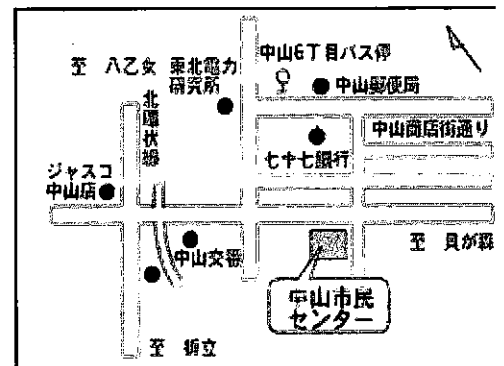 中山6丁目バス停
至 八乙女
東北電力
研究所
中山郵便局
北環状線
中山商店街通り
七十七銀行
ジャスコ
中山店
中山交番
至 貝が森
中山市民
センター
至 折立